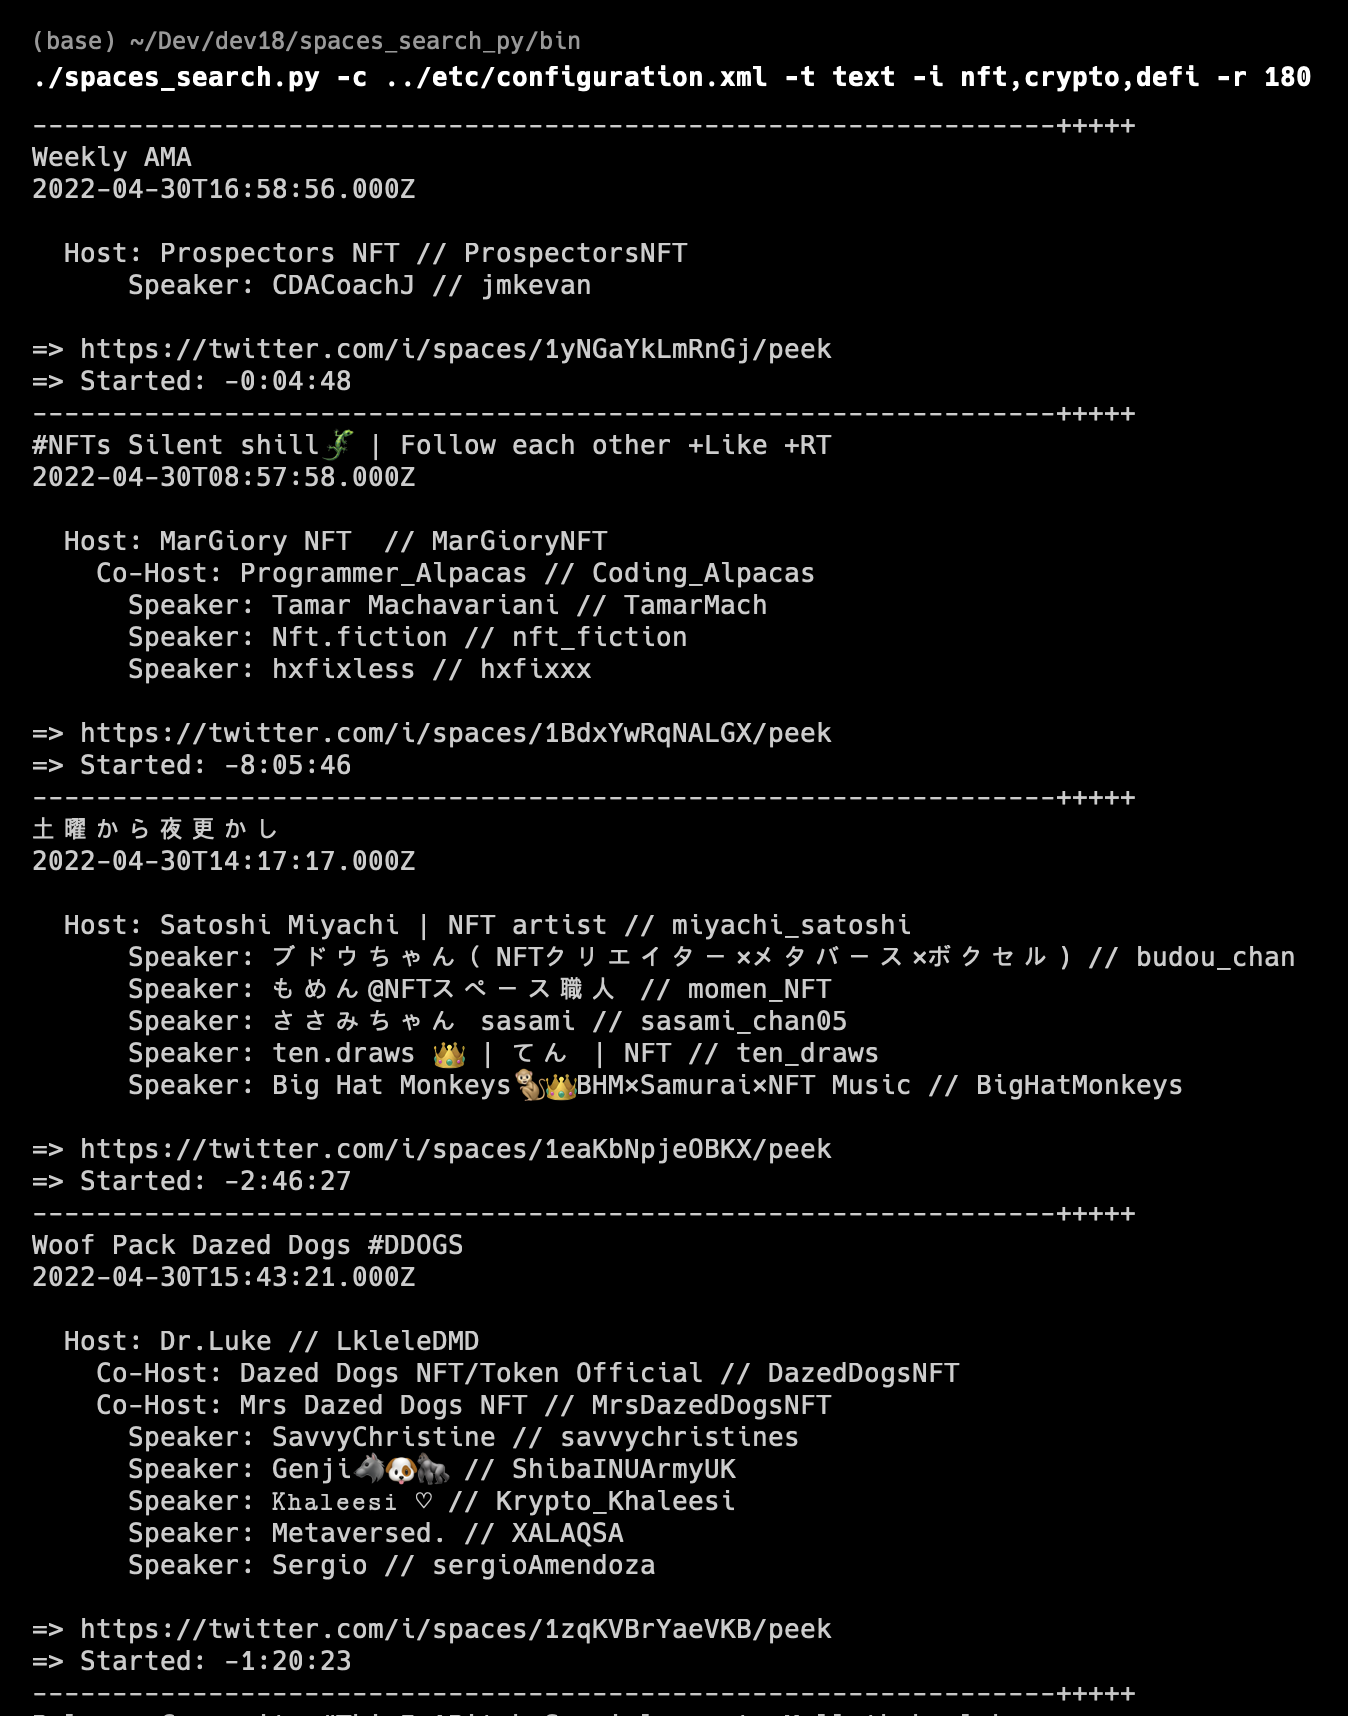 (base) ~/Dev/dev18/spaces_search_py/bin
./spaces_search.py -c ../etc/configuration.xml -t text -i nft,crypto,defi -r 180
----------------------------------------------------------------+++++
Weekly AMA
2022-04-30T16:58:56.000Z
Host: Prospectors NFT // ProspectorsNFT
Speaker: CDACoachJ // jmkevan
=> https://twitter.com/i/spaces/1yNGaYkLmRnGj/peek
=> Started: -0:04:48
----------------------------------------------------------------+++++
#NFTs Silent shill🦎 | Follow each other +Like +RT
2022-04-30T08:57:58.000Z
Host: MarGiory NFT  // MarGioryNFT
Co-Host: Programmer_Alpacas // Coding_Alpacas
Speaker: Tamar Machavariani // TamarMach
Speaker: Nft.fiction // nft_fiction
Speaker: hxfixless // hxfixxx
=> https://twitter.com/i/spaces/1BdxYwRqNALGX/peek
=> Started: -8:05:46
----------------------------------------------------------------+++++
土曜から夜更かし
2022-04-30T14:17:17.000Z
Host: Satoshi Miyachi | NFT artist // miyachi_satoshi
Speaker: ブドウちゃん( NFTクリエイター×メタバース×ボクセル) // budou_chan
Speaker: もめん@NFTスペース職人 // momen_NFT
Speaker: ささみちゃん sasami // sasami_chan05
Speaker: ten.draws 👑 | てん | NFT // ten_draws
Speaker: Big Hat Monkeys🐒👑BHM×Samurai×NFT Music // BigHatMonkeys
=> https://twitter.com/i/spaces/1eaKbNpjeOBKX/peek
=> Started: -2:46:27
----------------------------------------------------------------+++++
Woof Pack Dazed Dogs #DDOGS
2022-04-30T15:43:21.000Z
Host: Dr.Luke // LkleleDMD
Co-Host: Dazed Dogs NFT/Token Official // DazedDogsNFT
Co-Host: Mrs Dazed Dogs NFT // MrsDazedDogsNFT
Speaker: SavvyChristine // savvychristines
Speaker: Genji🐺🐶🦍 // ShibaINUArmyUK
Speaker: 𝙺𝚑𝚊𝚕𝚎𝚎𝚜𝚒 ♡ // Krypto_Khaleesi
Speaker: Metaversed. // XALAQSA
Speaker: Sergio // sergioAmendoza
=> https://twitter.com/i/spaces/1zqKVBrYaeVKB/peek
=> Started: -1:20:23
----------------------------------------------------------------+++++